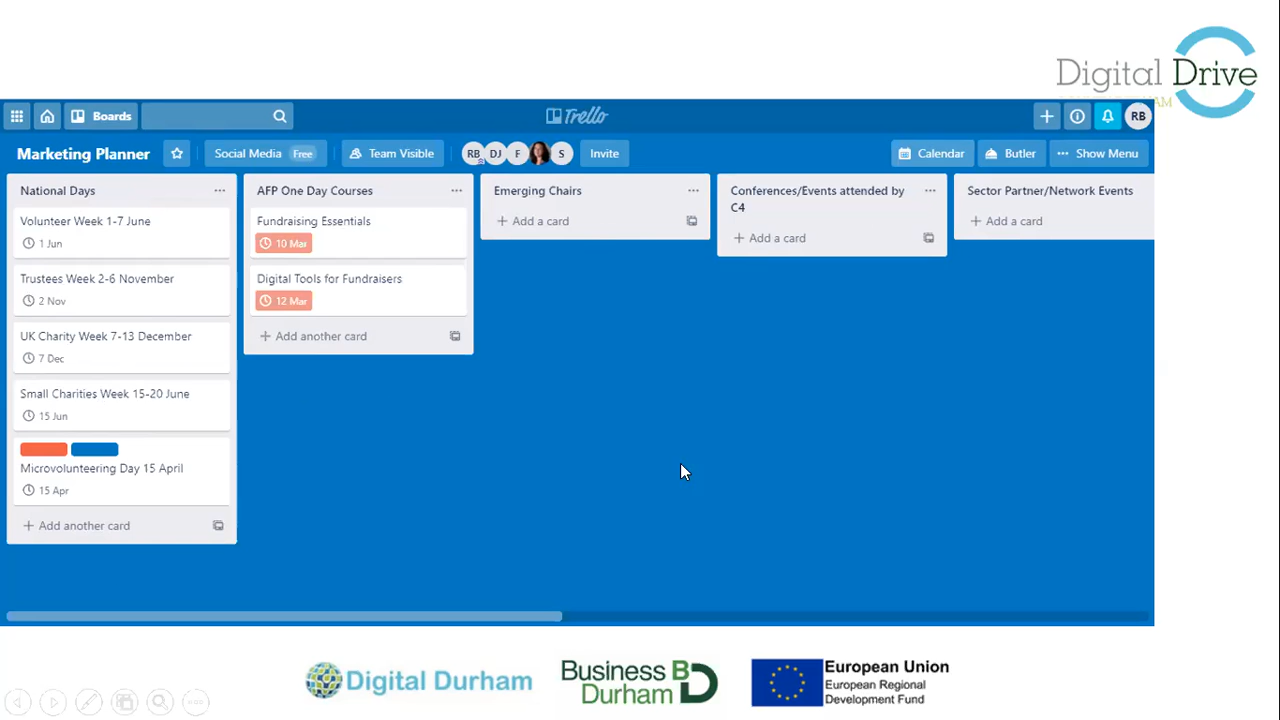 Digital Drive
AM
Boards
Trello
RB
Marketing Planner
Social Media Free
Team Visible
RB DJ F S
Invite
Calendar
Butler
Show Menu
National Days
Volunteer Week 1-7 June
1 Jun
Trustees Week 2-6 November
2 Nov
UK Charity Week 7-13 December
7 Dec
Small Charities Week 15-20 June
15 Jun
Microvolunteering Day 15 April
15 Apr
+ Add another card
AFP One Day Courses
Fundraising Essentials
10 Mar
Digital Tools for Fundraisers
12 Mar
+ Add another card
Emerging Chairs
+ Add a card
Conferences/Events attended by
C4
+ Add a card
Sector Partner/Network Events
+ Add a card
Digital Durham
Business
Durham
BD
European Union
European Regional
Development Fund